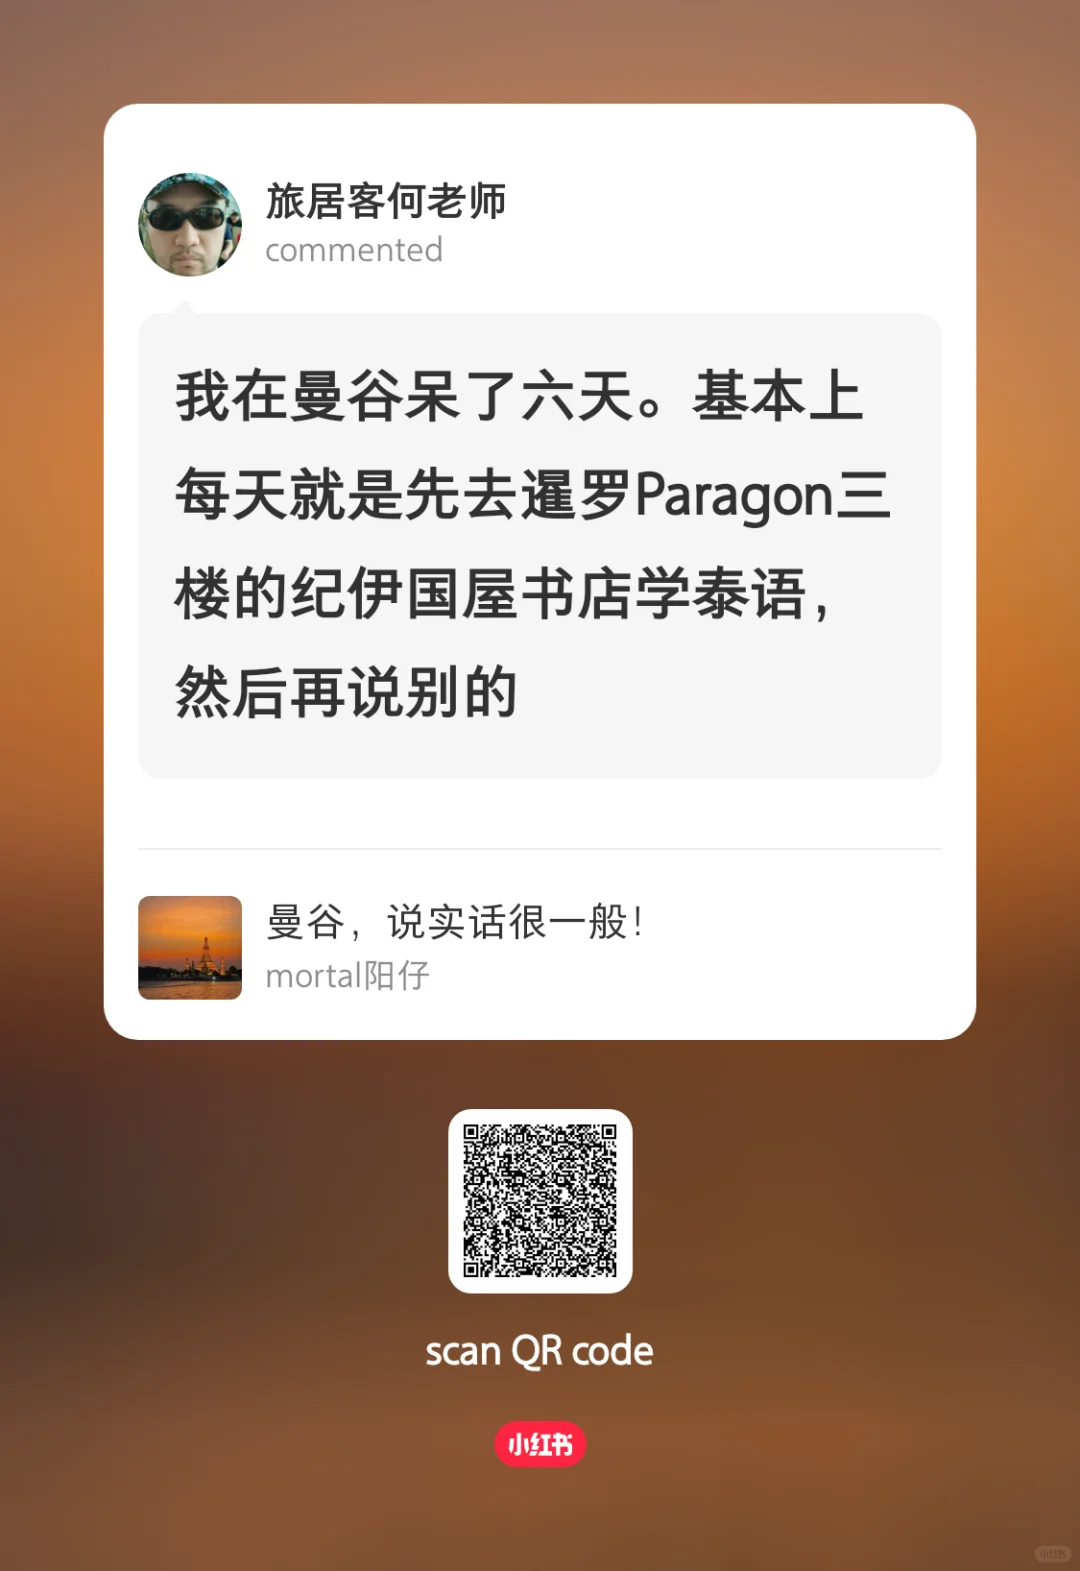 旅居客何老师
commented
我在曼谷呆了六天。基本上
每天就是先去暹罗Paragon三
楼的纪伊国屋书店学泰语，
然后再说别的
曼谷，说实话很一般！
mortal阳仔
scan QR code
小红书
小红书